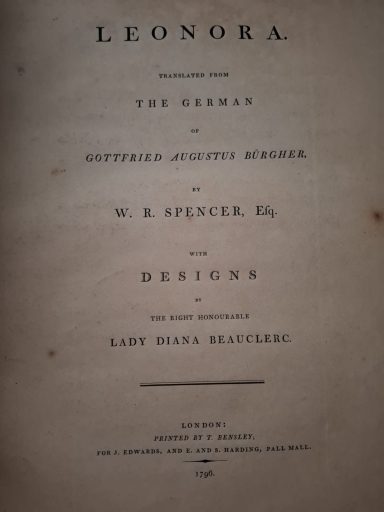 LEONORA.
TRANSLATED FROM
THE GERMAN
OF
GOTTFRIED AUGUSTUS BÜRGHER,
BY
W. R. SPENCER, Eſq.
WITH
DESIGNS
BY
THE RIGHT HONOURABLE
LADY DIANA BEAUCLERC.
LONDON:
PRINTED BY T. BENSLEY,
FOR J. EDWARDS, AND E. AND S. HARDING, PALL MALL.
1796.